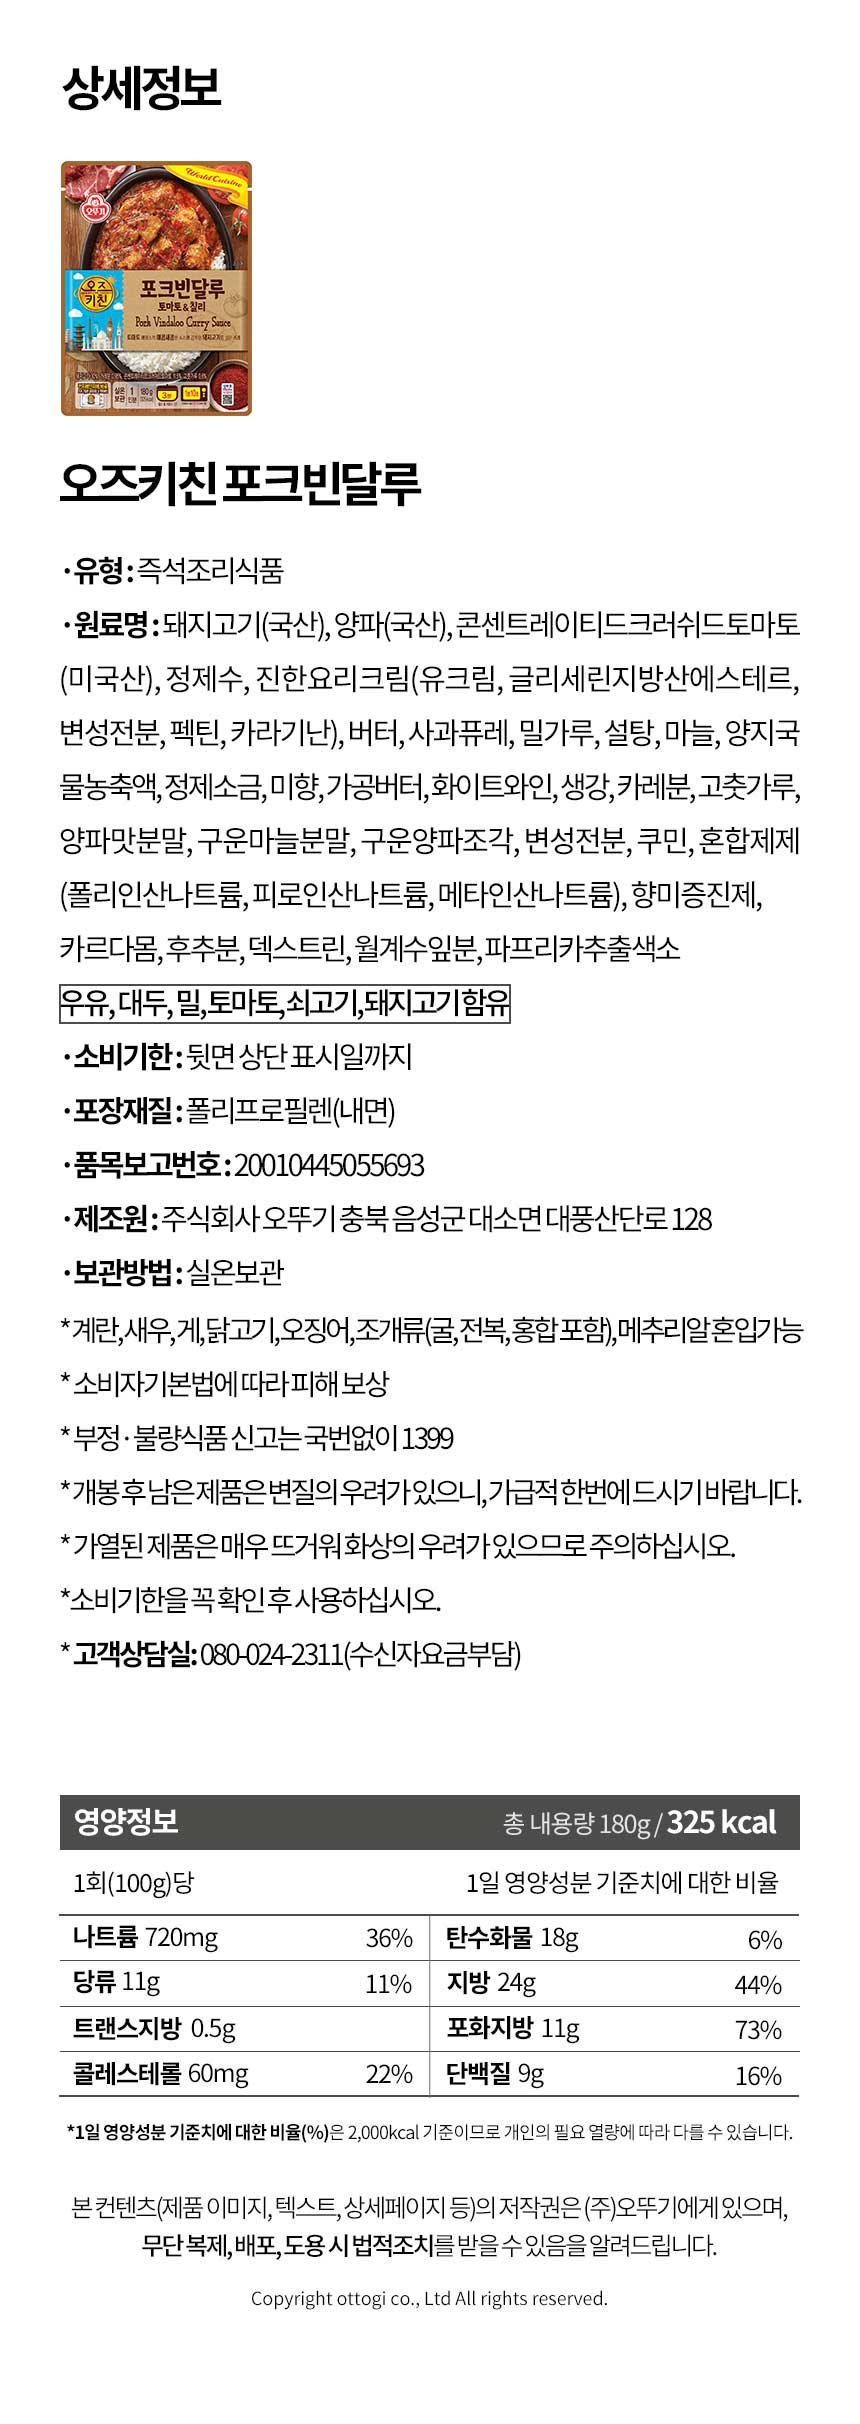 상세정보
World Cuisine
오뚜기
오즈
키친
포크빈달루
토마토&칠리
Pork Vindaloo Curry Sauce
실온
보관
1
인분
180 g
3분
오즈키친 포크빈달루
· 유형 : 즉석조리식품
· 원료명 : 돼지고기(국산), 양파(국산), 콘센트레이티드크러쉬드토마토
(미국산), 정제수, 진한요리크림(유크림, 글리세린지방산에스테르,
변성전분, 펙틴, 카라기난), 버터, 사과퓨레, 밀가루, 설탕, 마늘, 양지국
물농축액, 정제소금, 미향, 가공버터, 화이트와인, 생강, 카레분, 고춧가루,
양파맛분말, 구운마늘분말, 구운양파조각, 변성전분, 쿠민, 혼합제제
(폴리인산나트륨, 피로인산나트륨, 메타인산나트륨), 향미증진제,
카르다몸, 후추분, 덱스트린, 월계수잎분, 파프리카추출색소
우유, 대두, 밀, 토마토, 쇠고기, 돼지고기 함유
· 소비기한 : 뒷면 상단 표시일까지
· 포장재질 : 폴리프로필렌(내면)
· 품목보고번호 : 20010445055693
· 제조원 : 주식회사 오뚜기 충북 음성군 대소면 대풍산단로 128
· 보관방법 : 실온보관
* 계란, 새우, 게, 닭고기, 오징어, 조개류(굴, 전복, 홍합 포함), 메추리알 혼입가능
* 소비자기본법에 따라 피해 보상
* 부정 · 불량식품 신고는 국번없이 1399
* 개봉 후 남은 제품은 변질의 우려가 있으니, 가급적 한번에 드시기 바랍니다.
* 가열된 제품은 매우 뜨거워 화상의 우려가 있으므로 주의하십시오.
*소비기한을 꼭 확인 후 사용하십시오.
* 고객상담실: 080-024-2311(수신자요금부담)
영양정보 총 내용량 180g / 325 kcal
1회(100g)당 1일 영양성분 기준치에 대한 비율
나트륨 720mg 36% 탄수화물 18g 6%
당류 11g 11% 지방 24g 44%
트랜스지방 0.5g 포화지방 11g 73%
콜레스테롤 60mg 22% 단백질 9g 16%
*1일 영양성분 기준치에 대한 비율(%)은 2,000kcal 기준이므로 개인의 필요 열량에 따라 다를 수 있습니다.
본 컨텐츠(제품 이미지, 텍스트, 상세페이지 등)의 저작권은 (주)오뚜기에게 있으며,
무단 복제, 배포, 도용 시 법적조치를 받을 수 있음을 알려드립니다.
Copyright ottogi co., Ltd All rights reserved.